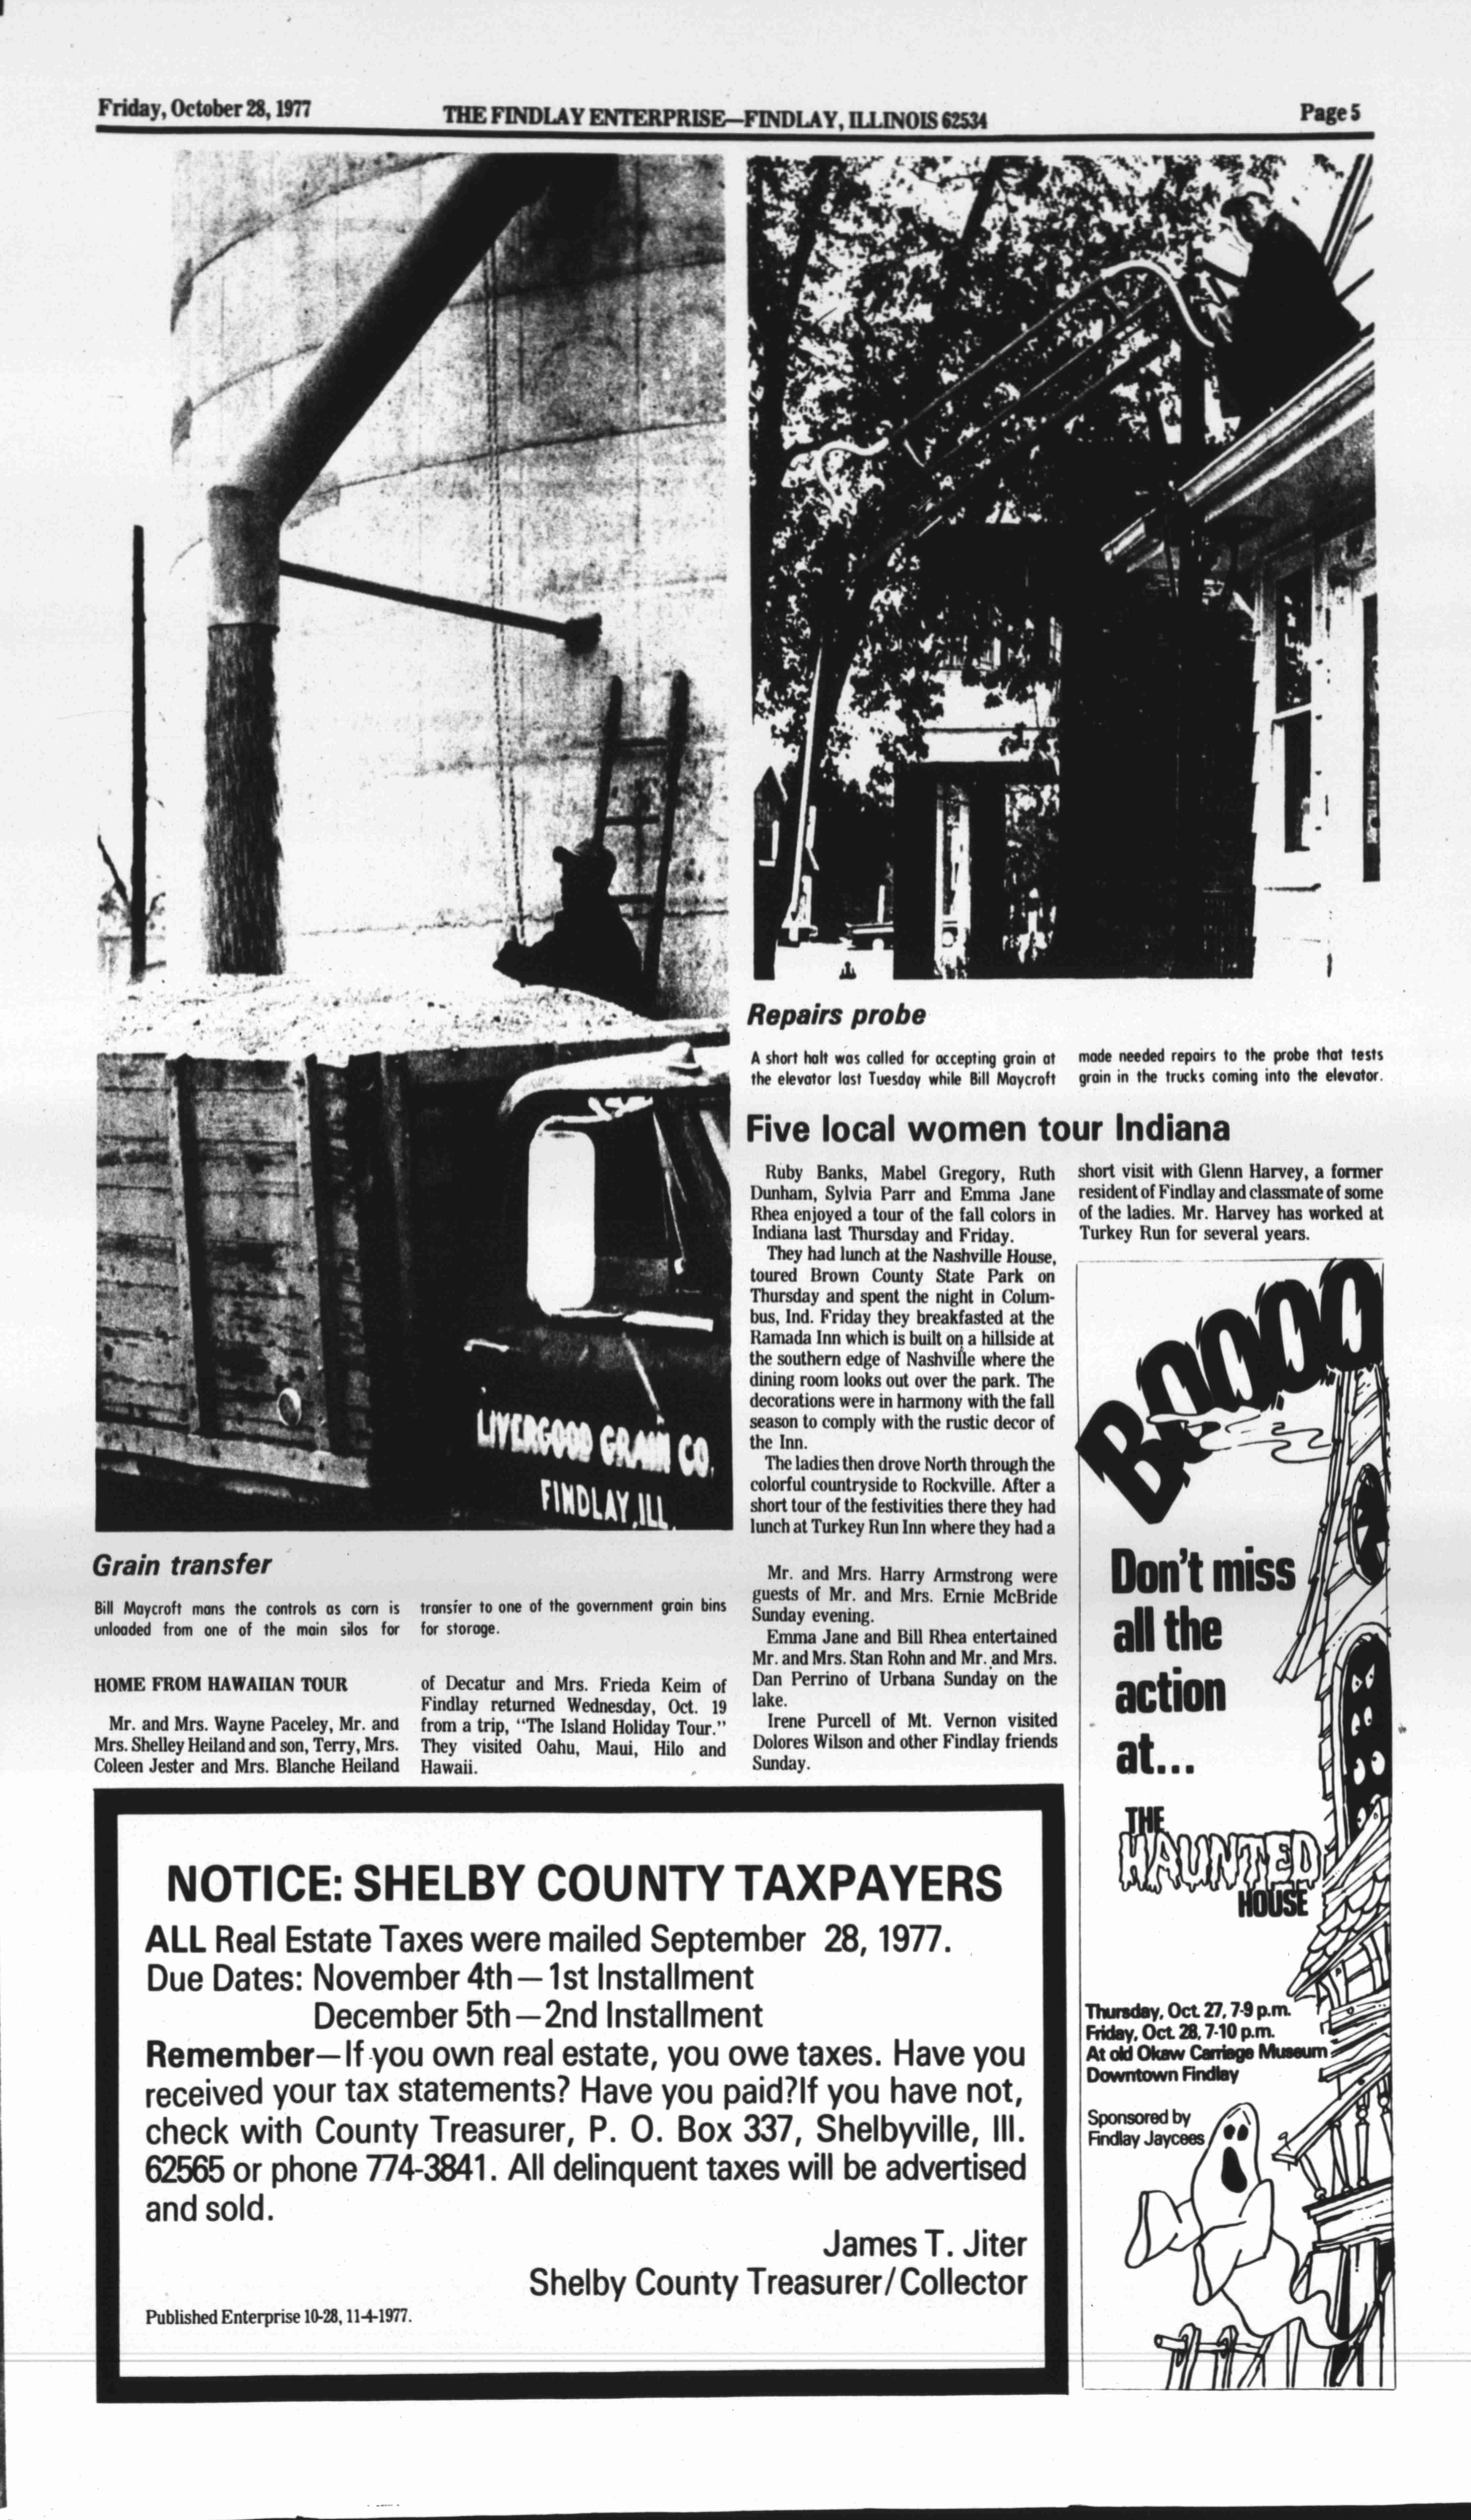 Friday, October 28, 1977
THE FINDLAY ENTERPRISE—FINDLAY, ILLINOIS 62534
Page 5
LIVERGOOD GRAIN CO.
FINDLAY, ILL.
Grain transfer
Bill Maycroft mans the controls as corn is
unloaded from one of the main silos for
transfer to one of the government grain bins
for storage.
HOME FROM HAWAIIAN TOUR
Mr. and Mrs. Wayne Paceley, Mr. and
Mrs. Shelley Heiland and son, Terry, Mrs.
Coleen Jester and Mrs. Blanche Heiland
of Decatur and Mrs. Frieda Keim of
Findlay returned Wednesday, Oct. 19
from a trip, "The Island Holiday Tour."
They visited Oahu, Maui, Hilo and
Hawaii.
Repairs probe
A short halt was called for accepting grain at
the elevator last Tuesday while Bill Maycroft
made needed repairs to the probe that tests
grain in the trucks coming into the elevator.
Five local women tour Indiana
Ruby Banks, Mabel Gregory, Ruth
Dunham, Sylvia Parr and Emma Jane
Rhea enjoyed a tour of the fall colors in
Indiana last Thursday and Friday.
They had lunch at the Nashville House,
toured Brown County State Park on
Thursday and spent the night in Colum-
bus, Ind. Friday they breakfasted at the
Ramada Inn which is built on a hillside at
the southern edge of Nashville where the
dining room looks out over the park. The
decorations were in harmony with the fall
season to comply with the rustic decor of
the Inn.
The ladies then drove North through the
colorful countryside to Rockville. After a
short tour of the festivities there they had
lunch at Turkey Run Inn where they had a
short visit with Glenn Harvey, a former
resident of Findlay and classmate of some
of the ladies. Mr. Harvey has worked at
Turkey Run for several years.
Mr. and Mrs. Harry Armstrong were
guests of Mr. and Mrs. Ernie McBride
Sunday evening.
Emma Jane and Bill Rhea entertained
Mr. and Mrs. Stan Rohn and Mr. and Mrs.
Dan Perrino of Urbana Sunday on the
lake.
Irene Purcell of Mt. Vernon visited
Dolores Wilson and other Findlay friends
Sunday.
BOOOO
Don't miss
all the
action
at...
THE
HAUNTED
HOUSE
Thursday, Oct. 27, 7-9 p.m.
Friday, Oct. 28, 7-10 p.m.
At old Okaw Carriage Museum
Downtown Findlay
Sponsored by
Findlay Jaycees
NOTICE: SHELBY COUNTY TAXPAYERS
ALL Real Estate Taxes were mailed September 28, 1977.
Due Dates: November 4th—1st Installment
December 5th—2nd Installment
Remember—If you own real estate, you owe taxes. Have you
received your tax statements? Have you paid?If you have not,
check with County Treasurer, P. O. Box 337, Shelbyville, Ill.
62565 or phone 774-3841. All delinquent taxes will be advertised
and sold.
James T. Jiter
Shelby County Treasurer/Collector
Published Enterprise 10-28, 11-4-1977.